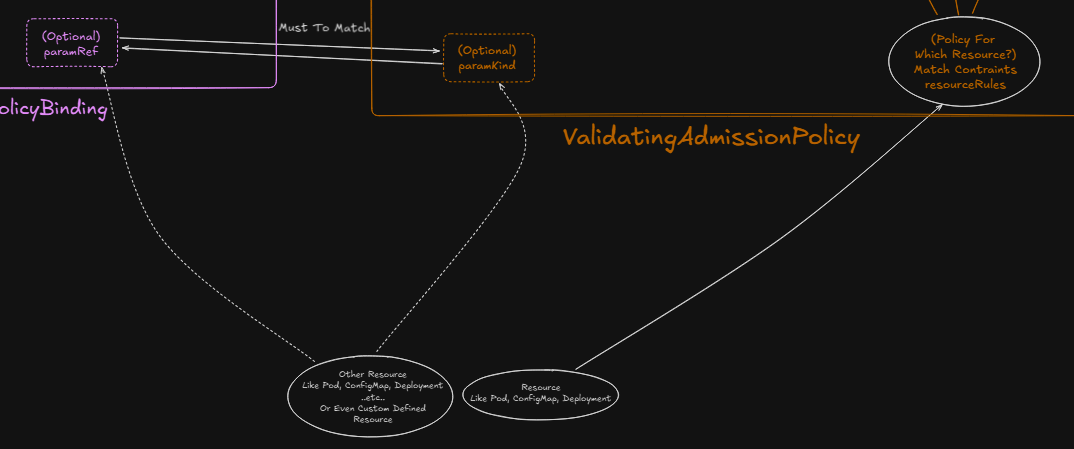 (Optional)
paramRef
Must To Match
(Optional)
paramKind
(Policy For
Which Resource?)
Match Contraints
resourceRules
olicyBinding
ValidatingAdmissionPolicy
Other Resource
Like Pod, ConfigMap, Deployment
..etc..
Or Even Custom Defined
Resource
Resource
Like Pod, ConfigMap, Deployment